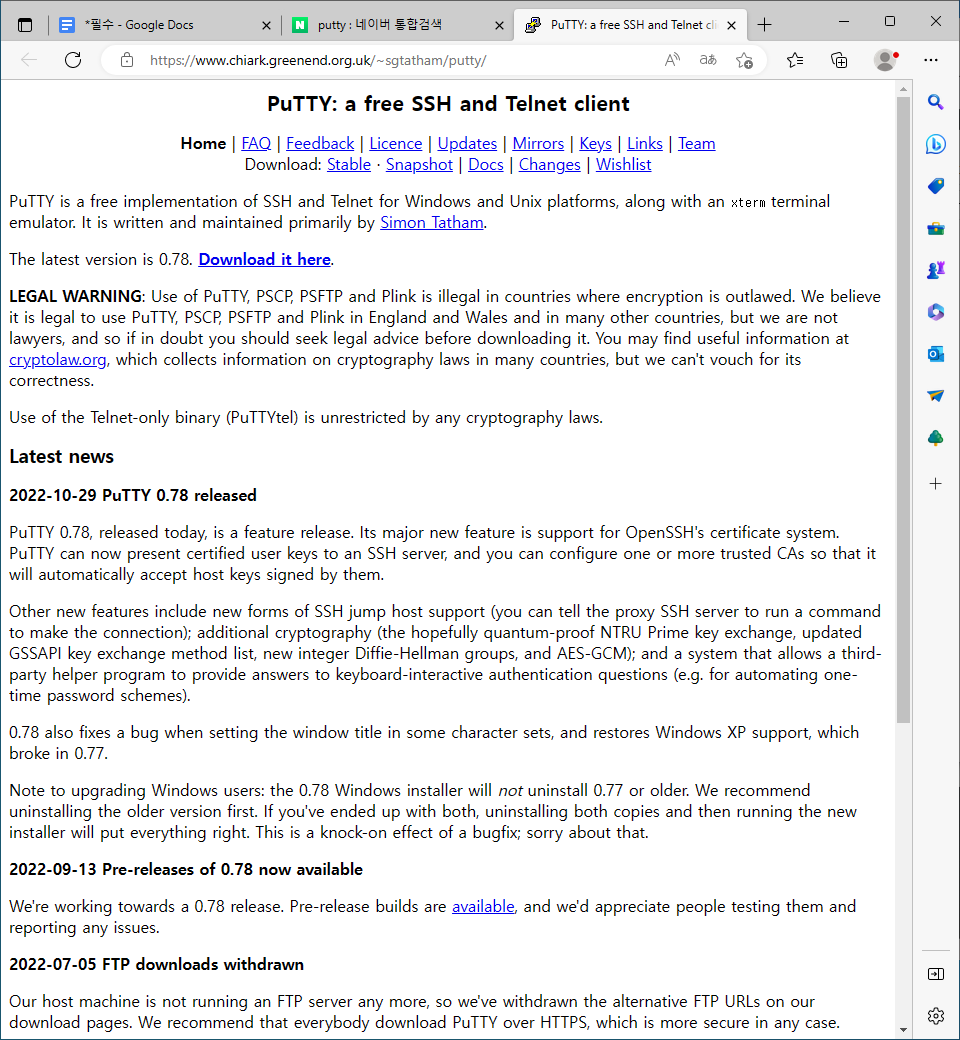 *필수 - Google Docs
putty : 네이버 통합검색
PuTTY: a free SSH and Telnet cli
https://www.chiark.greenend.org.uk/~sgtatham/putty/
PuTTY: a free SSH and Telnet client
Home | FAQ | Feedback | Licence | Updates | Mirrors | Keys | Links | Team
Download: Stable · Snapshot | Docs | Changes | Wishlist
PuTTY is a free implementation of SSH and Telnet for Windows and Unix platforms, along with an xterm terminal
emulator. It is written and maintained primarily by Simon Tatham.
The latest version is 0.78. Download it here.
LEGAL WARNING: Use of PuTTY, PSCP, PSFTP and Plink is illegal in countries where encryption is outlawed. We believe
it is legal to use PuTTY, PSCP, PSFTP and Plink in England and Wales and in many other countries, but we are not
lawyers, and so if in doubt you should seek legal advice before downloading it. You may find useful information at
cryptolaw.org, which collects information on cryptography laws in many countries, but we can't vouch for its
correctness.
Use of the Telnet-only binary (PuTTYtel) is unrestricted by any cryptography laws.
Latest news
2022-10-29 PuTTY 0.78 released
PuTTY 0.78, released today, is a feature release. Its major new feature is support for OpenSSH's certificate system.
PuTTY can now present certified user keys to an SSH server, and you can configure one or more trusted CAs so that it
will automatically accept host keys signed by them.
Other new features include new forms of SSH jump host support (you can tell the proxy SSH server to run a command
to make the connection); additional cryptography (the hopefully quantum-proof NTRU Prime key exchange, updated
GSSAPI key exchange method list, new integer Diffie-Hellman groups, and AES-GCM); and a system that allows a third-
party helper program to provide answers to keyboard-interactive authentication questions (e.g. for automating one-
time password schemes).
0.78 also fixes a bug when setting the window title in some character sets, and restores Windows XP support, which
broke in 0.77.
Note to upgrading Windows users: the 0.78 Windows installer will not uninstall 0.77 or older. We recommend
uninstalling the older version first. If you've ended up with both, uninstalling both copies and then running the new
installer will put everything right. This is a knock-on effect of a bugfix; sorry about that.
2022-09-13 Pre-releases of 0.78 now available
We're working towards a 0.78 release. Pre-release builds are available, and we'd appreciate people testing them and
reporting any issues.
2022-07-05 FTP downloads withdrawn
Our host machine is not running an FTP server any more, so we've withdrawn the alternative FTP URLs on our
download pages. We recommend that everybody download PuTTY over HTTPS, which is more secure in any case.